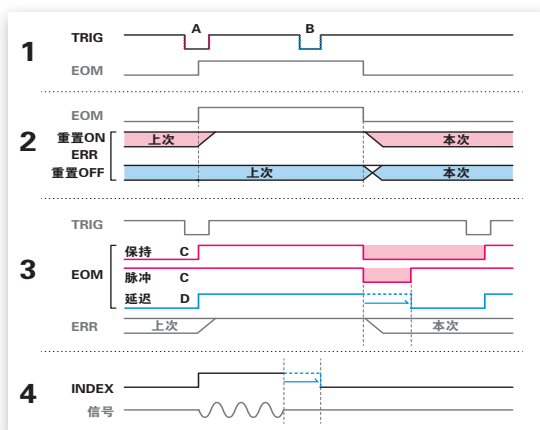 1
TRIG A B
EOM
2
EOM
重置ON 上次 本次
ERR
重置OFF 上次 本次
3
TRIG
保持 C
EOM 脉冲 C
延迟 D
ERR 上次 本次
4
INDEX
信号